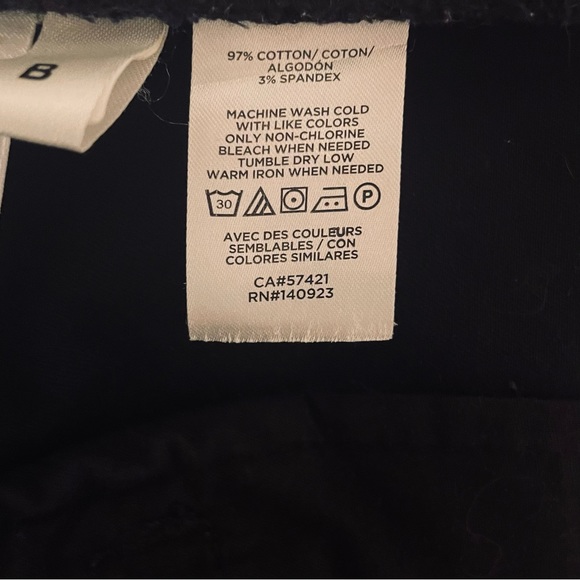 B
97% COTTON/ COTON/
ALGODÓN
3% SPANDEX
MACHINE WASH COLD
WITH LIKE COLORS
ONLY NON-CHLORINE
BLEACH WHEN NEEDED
TUMBLE DRY LOW
WARM IRON WHEN NEEDED
30 P
AVEC DES COULEURS
SEMBLABLES / CON
COLORES SIMILARES
CA#57421
RN#140923